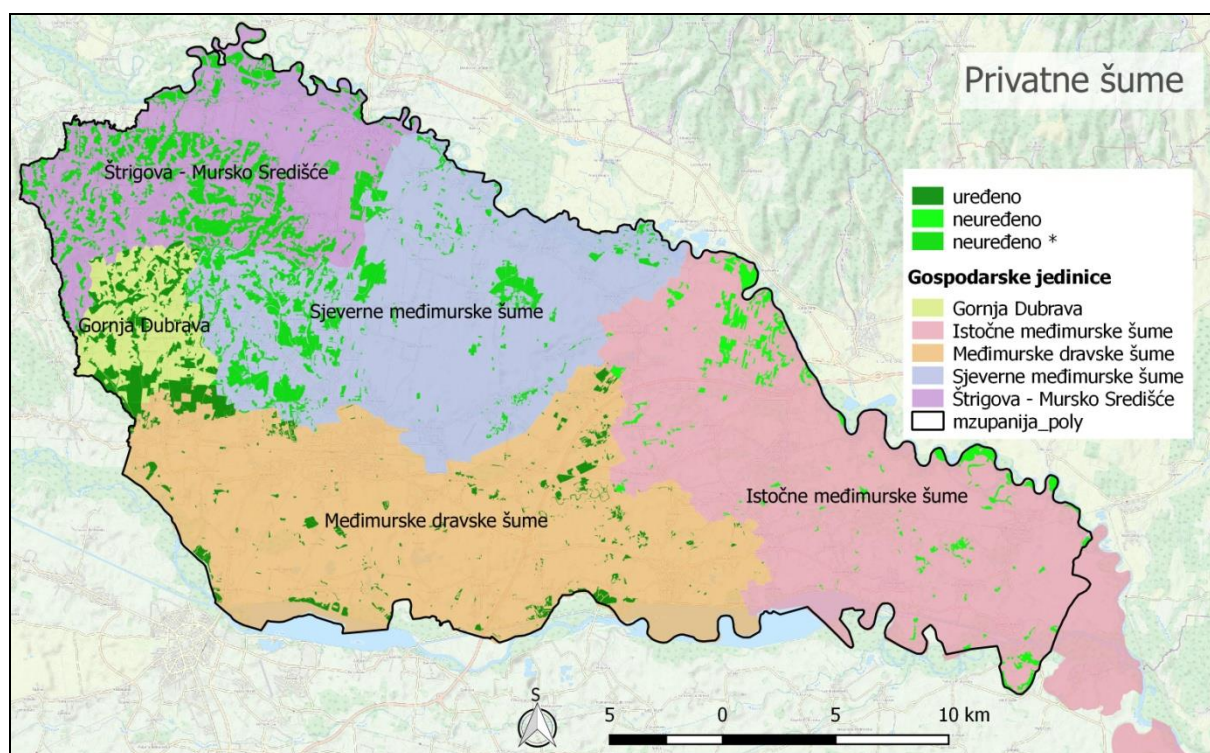 Privatne šume
uređeno
neuređeno
neuređeno *
Gospodarske jedinice
Gornja Dubrava
Istočne međimurske šume
Međimurske dravske šume
Sjeverne međimurske šume
Štrigova - Mursko Središće
mzupanija_poly
Štrigova - Mursko Središće
Sjeverne međimurske šume
Gornja Dubrava
Istočne međimurske šume
Međimurske dravske šume
S
5 0 5 10 km